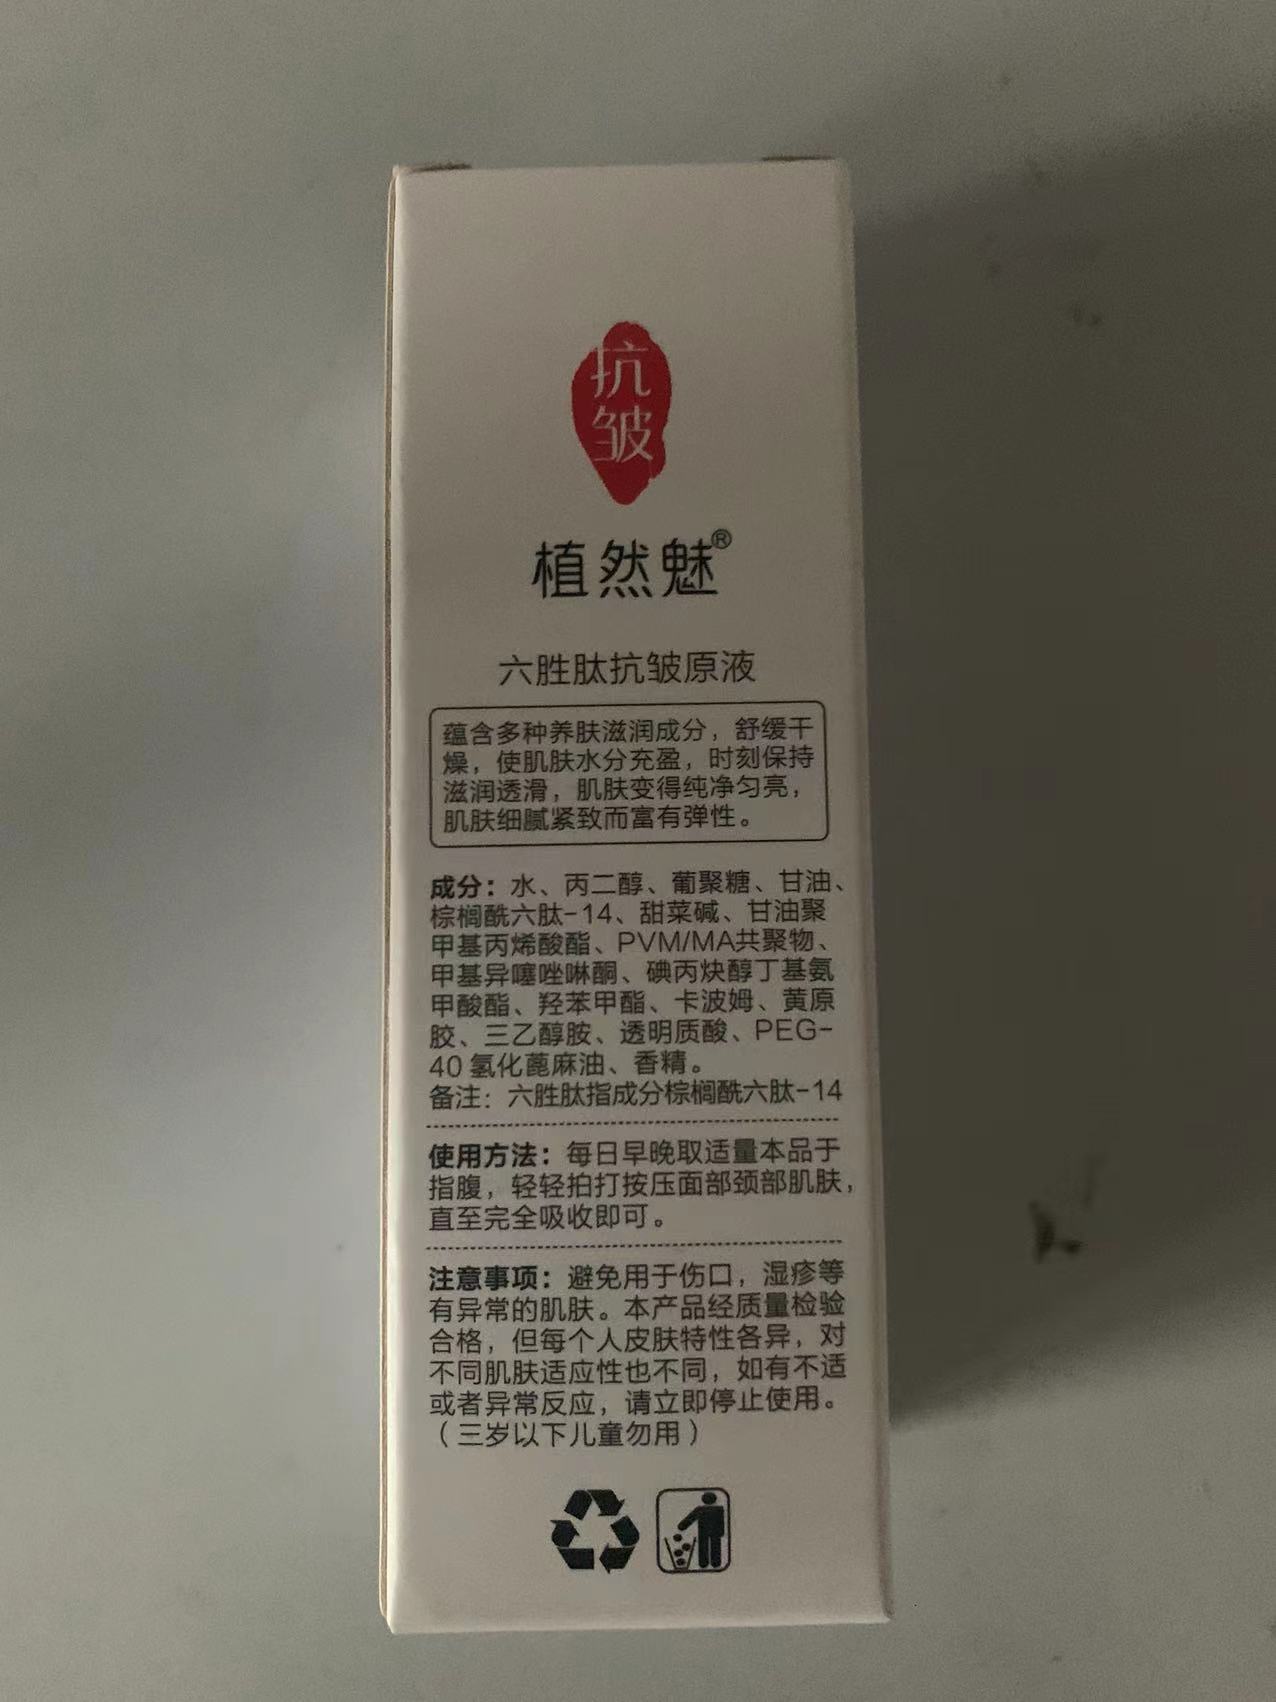 抗
皱
植然魅®
六胜肽抗皱原液
蕴含多种养肤滋润成分，舒缓干
燥，使肌肤水分充盈，时刻保持
滋润透滑，肌肤变得纯净匀亮，
肌肤细腻紧致而富有弹性。
成分：水、丙二醇、葡聚糖、甘油、
棕榈酰六肽-14、甜菜碱、甘油聚
甲基丙烯酸酯、PVM/MA共聚物、
甲基异噻唑啉酮、碘丙炔醇丁基氨
甲酸酯、羟苯甲酯、卡波姆、黄原
胶、三乙醇胺、透明质酸、PEG-
40 氢化蓖麻油、香精。
备注：六胜肽指成分棕榈酰六肽-14
使用方法：每日早晚取适量本品于
指腹，轻轻拍打按压面部颈部肌肤，
直至完全吸收即可。
注意事项：避免用于伤口，湿疹等
有异常的肌肤。本产品经质量检验
合格，但每个人皮肤特性各异，对
不同肌肤适应性也不同，如有不适
或者异常反应，请立即停止使用。
（三岁以下儿童勿用）